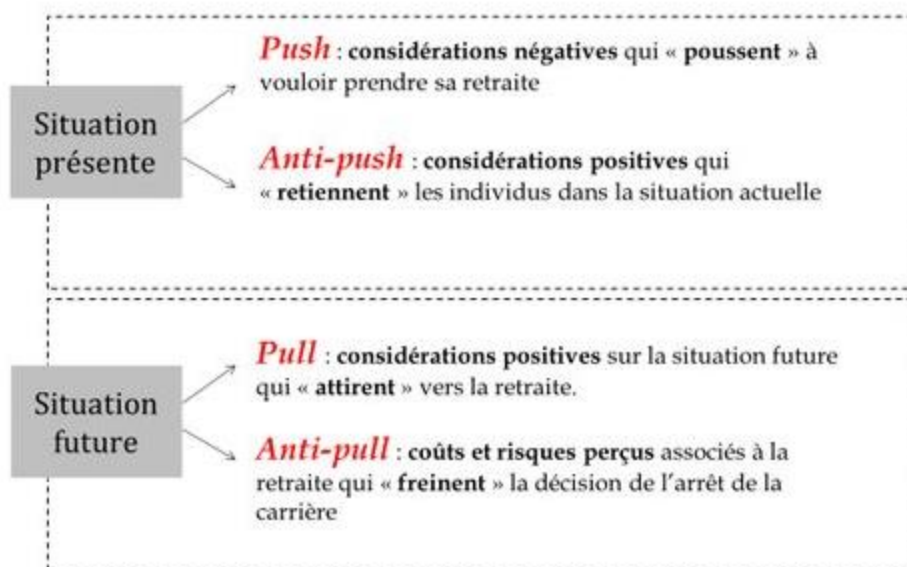 Situation
présente
Push : considérations négatives qui « poussent » à
vouloir prendre sa retraite
Anti-push : considérations positives qui
« retiennent » les individus dans la situation actuelle
Situation
future
Pull : considérations positives sur la situation future
qui « attirent » vers la retraite.
Anti-pull : coûts et risques perçus associés à la
retraite qui « freinent » la décision de l'arrêt de la
carrière